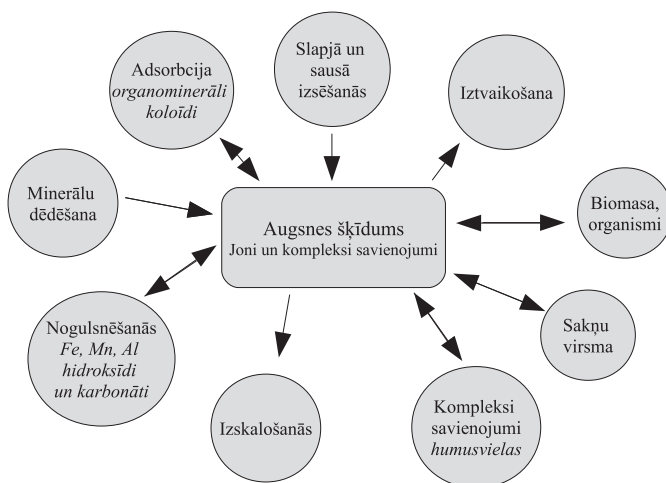 Slapjā un
sausā
izsēšanās
Adsorbcija
organominerāli
koloīdi
Iztvaikošana
Minerālu
dēdēšana
Augsnes šķīdums
Joni un kompleksi savienojumi
Biomasa,
organismi
Nogulsnēšanās
Fe, Mn, Al
hidroksīdi
un karbonāti
Sakņu
virsma
Izskalošanās
Kompleksi
savienojumi
humusvielas